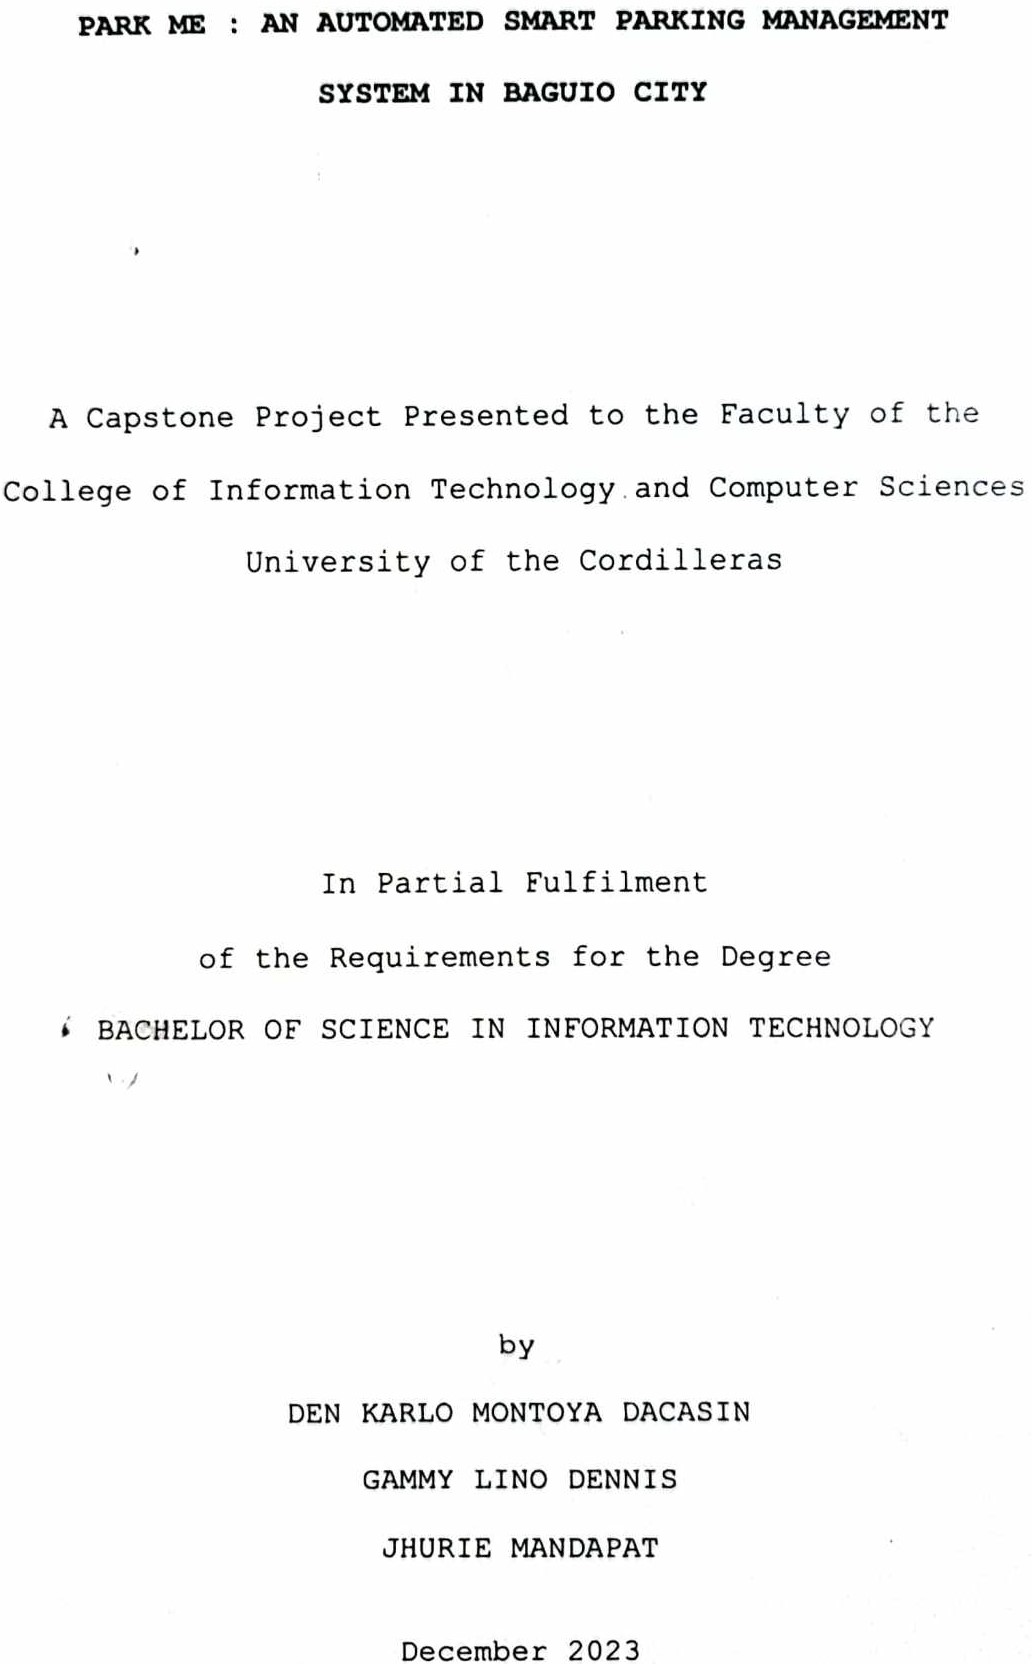 PARK ME : AN AUTOMATED SMART PARKING MANAGEMENT
SYSTEM IN BAGUIO CITY
A Capstone Project Presented to the Faculty of the
College of Information Technology and Computer Sciences
University of the Cordilleras
In Partial Fulfilment
of the Requirements for the Degree
BACHELOR OF SCIENCE IN INFORMATION TECHNOLOGY
by
DEN KARLO MONTOYA DACASIN
GAMMY LINO DENNIS
JHURIE MANDAPAT
December 2023